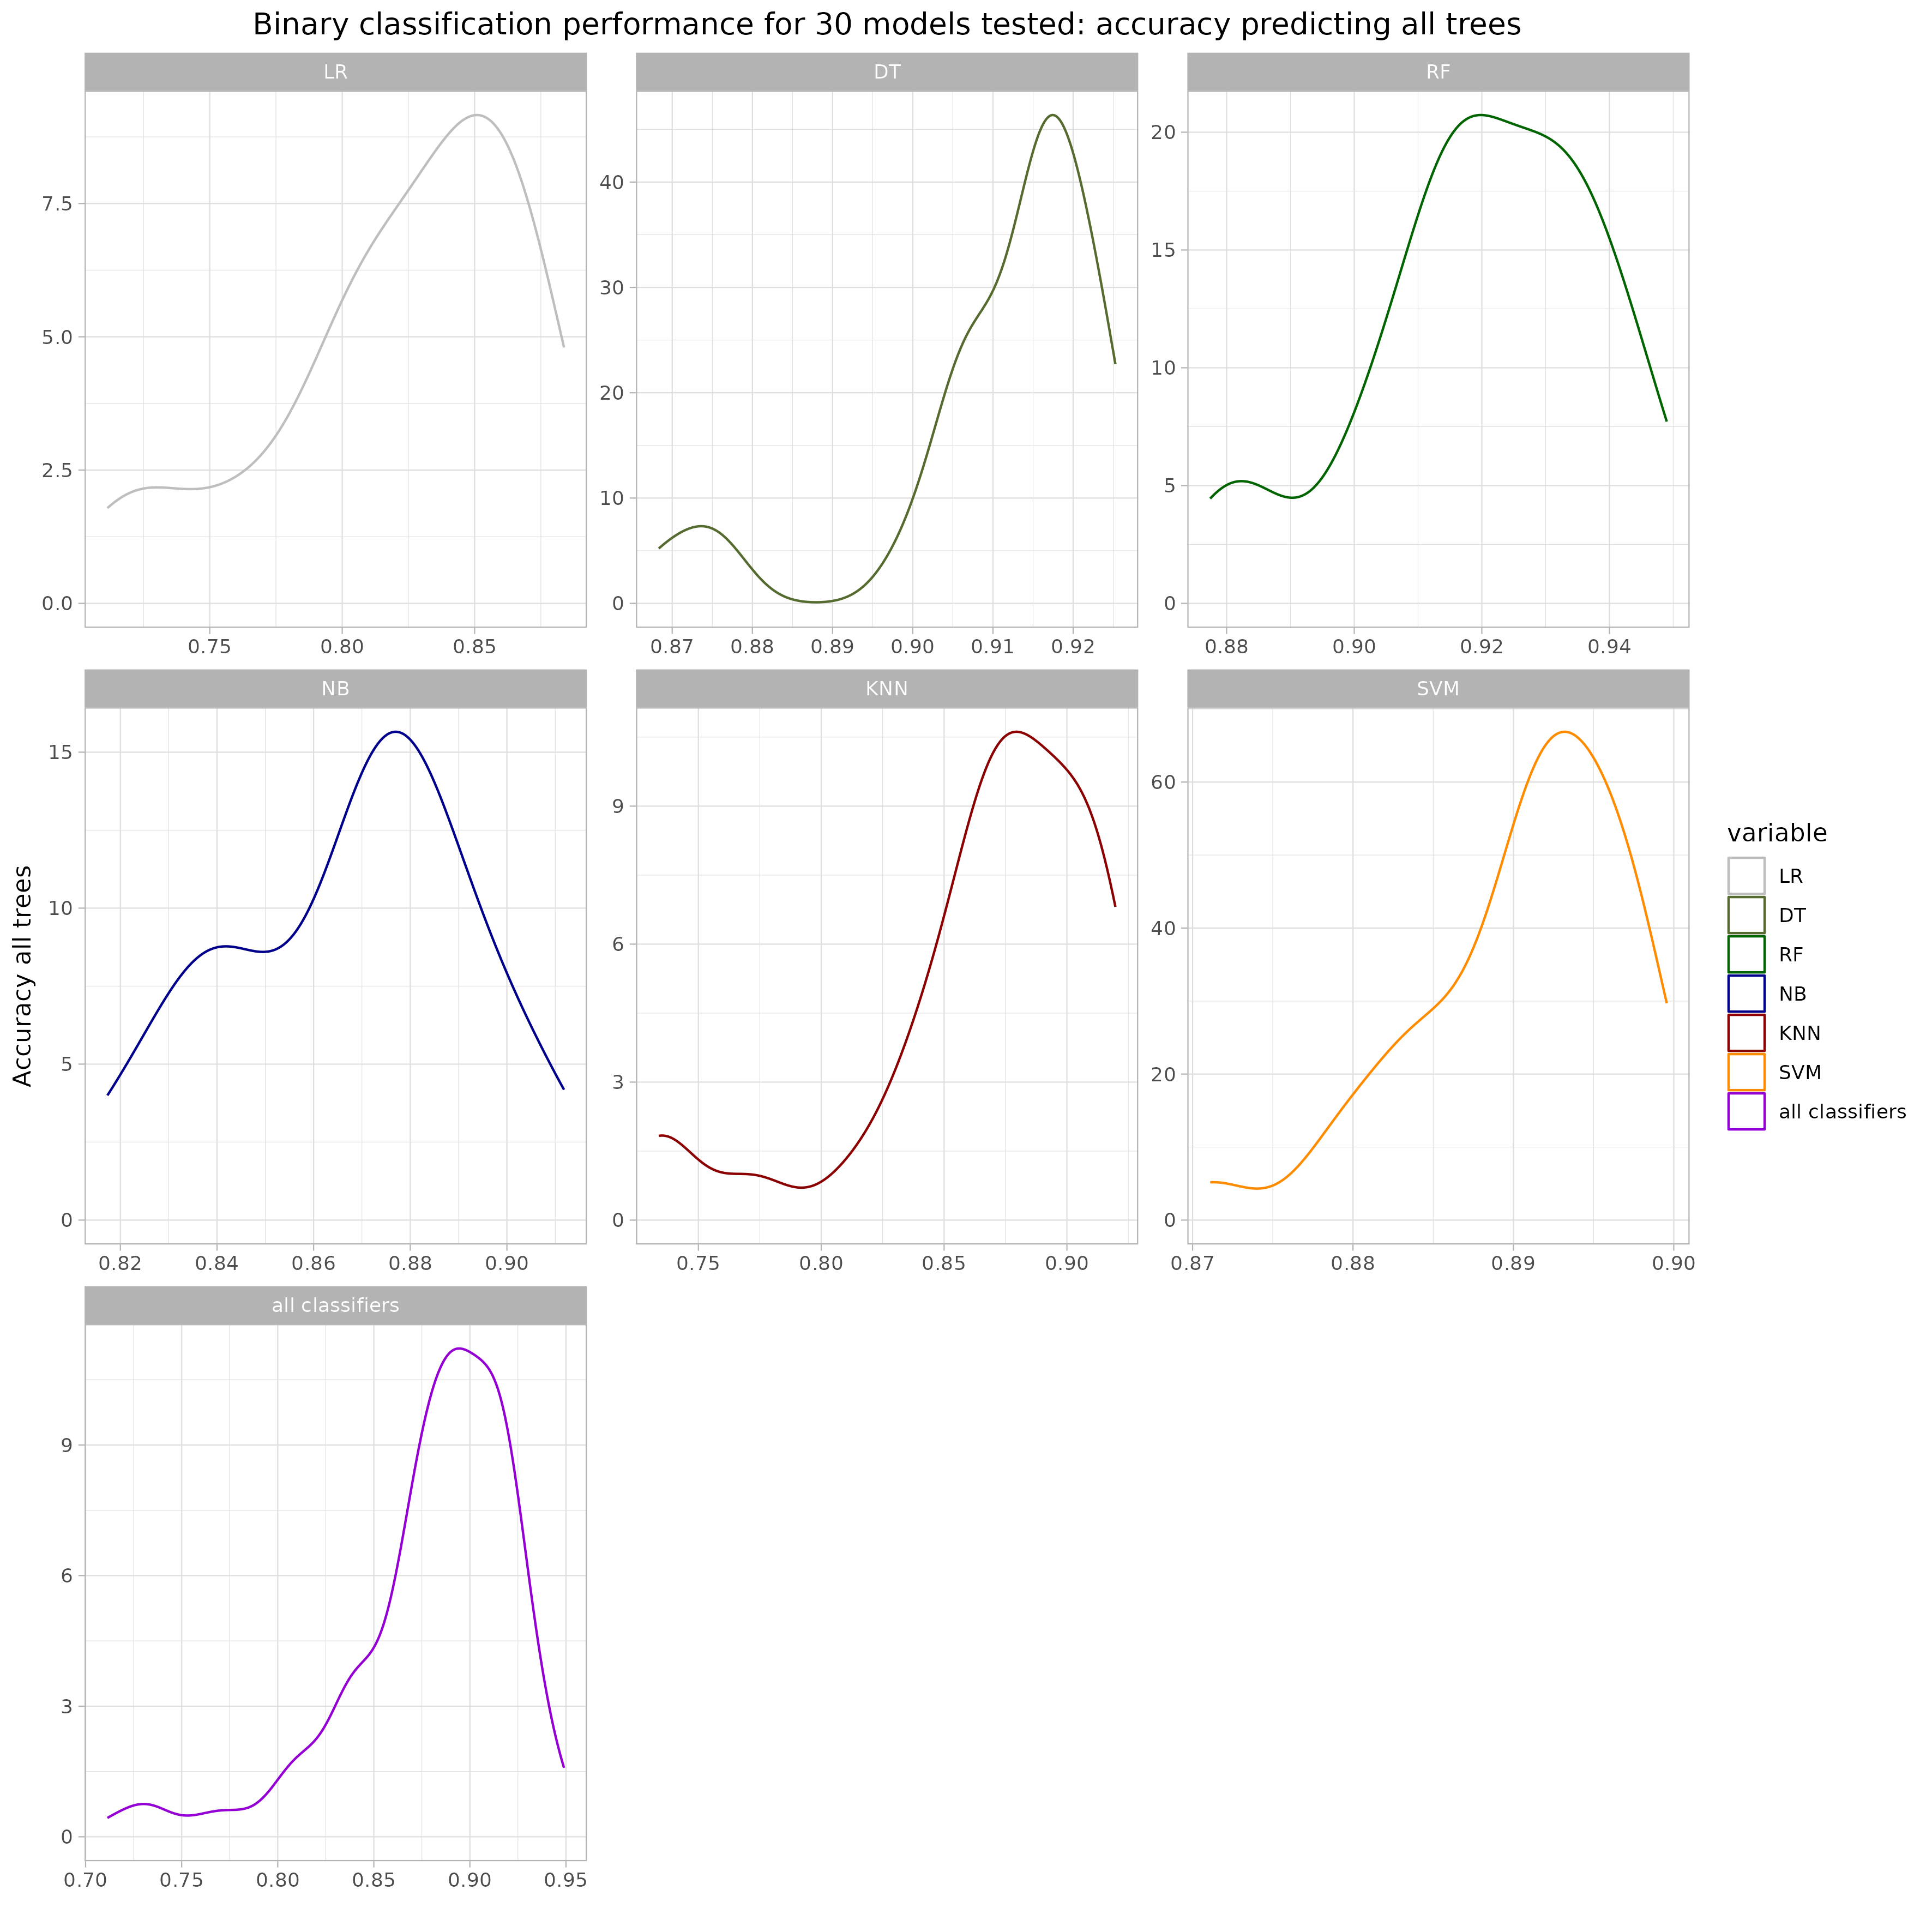 Binary classification performance for 30 models tested: accuracy predicting all trees
LR
DT
RF
7.5
5.0
2.5
0.0
0.75 0.80 0.85
40
30
20
10
0
0.87 0.88 0.89 0.90 0.91 0.92
20
15
10
5
0
0.88 0.90 0.92 0.94
NB
KNN
SVM
Accuracy all trees
15
10
5
0
0.82 0.84 0.86 0.88 0.90
9
6
3
0
0.75 0.80 0.85 0.90
60
40
20
0
0.87 0.88 0.89 0.90
all classifiers
9
6
3
0
0.70 0.75 0.80 0.85 0.90 0.95
variable
LR
DT
RF
NB
KNN
SVM
all classifiers